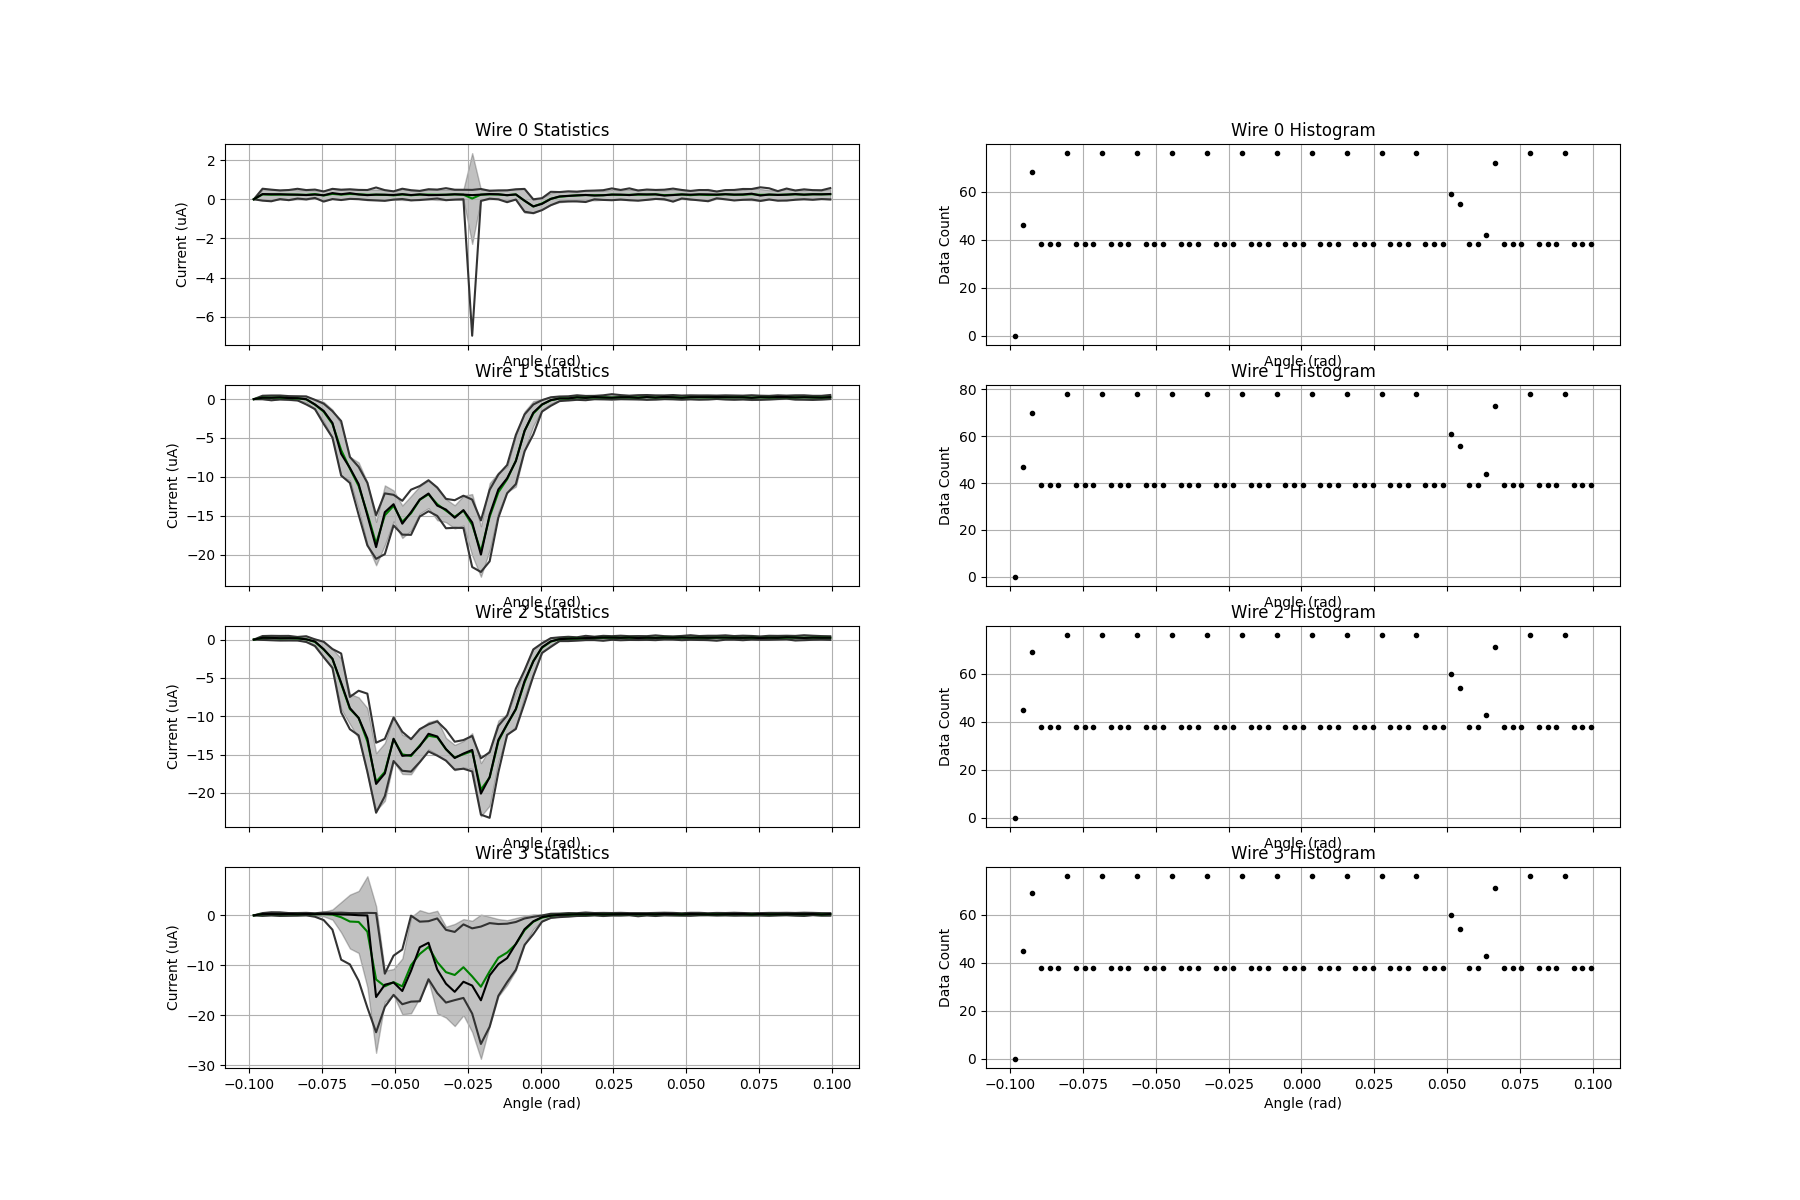 Wire 0 Statistics
Current (uA)
2
0
−2
−4
−6
Angle (rad)
Wire 0 Histogram
Data Count
60
40
20
0
Angle (rad)
Wire 1 Statistics
Current (uA)
0
−5
−10
−15
−20
Angle (rad)
Wire 1 Histogram
Data Count
80
60
40
20
0
Angle (rad)
Wire 2 Statistics
Current (uA)
0
−5
−10
−15
−20
Angle (rad)
Wire 2 Histogram
Data Count
60
40
20
0
Angle (rad)
Wire 3 Statistics
Current (uA)
0
−10
−20
−30
−0.100 −0.075 −0.050 −0.025 0.000 0.025 0.050 0.075 0.100
Angle (rad)
Wire 3 Histogram
Data Count
60
40
20
0
−0.100 −0.075 −0.050 −0.025 0.000 0.025 0.050 0.075 0.100
Angle (rad)